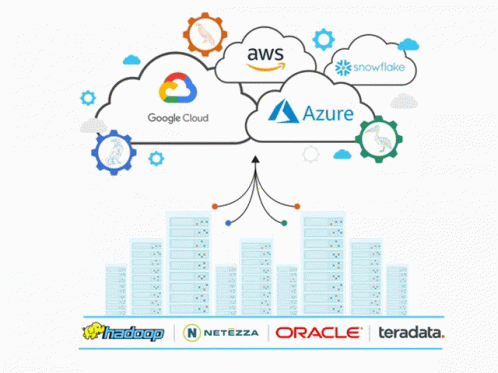 aws
snowflake
Google Cloud
Azure
hadoop
N NETEZZA
ORACLE
teradata.